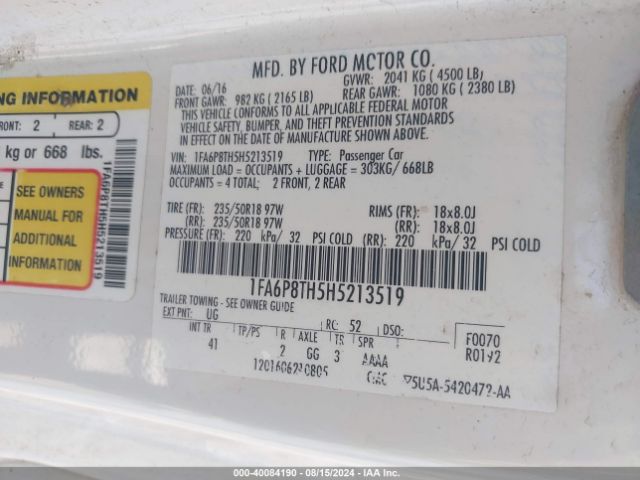 NG INFORMATION
FRONT: 2 REAR: 2
kg or 668 lbs.
SEE OWNERS
MANUAL FOR
ADDITIONAL
INFORMATION
1FA6P8TH5H5213519
MFD. BY FORD MOTOR CO.
DATE: 06/16 GVWR: 2041 KG ( 4500 LB)
FRONT GAWR: 982 KG ( 2165 LB) REAR GAWR: 1080 KG ( 2380 LB)
THIS VEHICLE CONFORMS TO ALL APPLICABLE FEDERAL MOTOR
VEHICLE SAFETY, BUMPER, AND THEFT PREVENTION STANDARDS
IN EFFECT ON THE DATE OF MANUFACTURE SHOWN ABOVE.
VIN: 1FA6P8TH5H5213519 TYPE: Passenger Car
MAXIMUM LOAD = OCCUPANTS + LUGGAGE = 303KG/ 668LB
OCCUPANTS = 4 TOTAL; 2 FRONT, 2 REAR
TIRE (FR): 235/50R18 97W RIMS (FR): 18x8.0J
(RR): 235/50R18 97W (RR): 18x8.0J
PRESSURE (FR): 220 kPa/ 32 PSI COLD (RR): 220 kPa/ 32 PSI COLD
1FA6P8TH5H5213519
TRAILER TOWING - SEE OWNER GUIDE
EXT PNT: UG RC: 52 DSO: F0070
INT TR TP/PS R AXLE TR SPR R0192
41 2 GG 3 AAAA
5U5A-5420472-AA
000-40084190 - 08/15/2024 - IAA Inc.